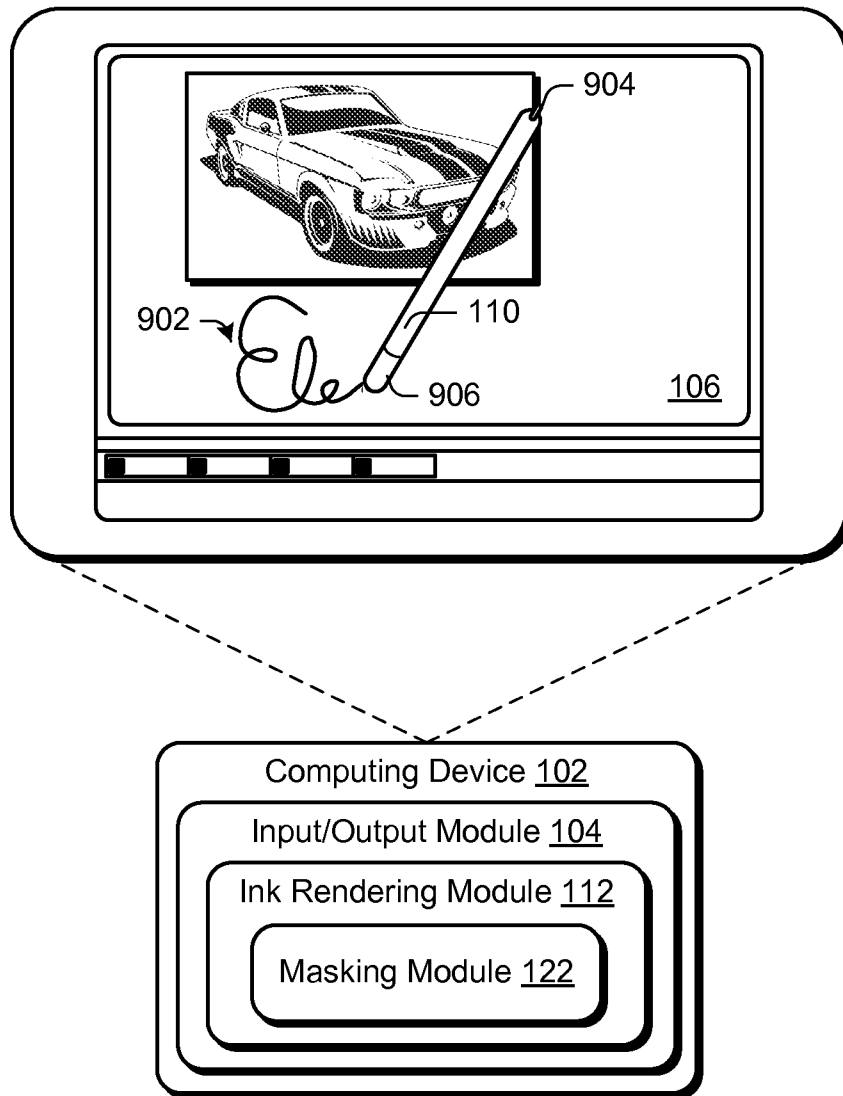 904
902
110
906
106
Computing Device 102
Input/Output Module 104
Ink Rendering Module 112
Masking Module 122
Ele